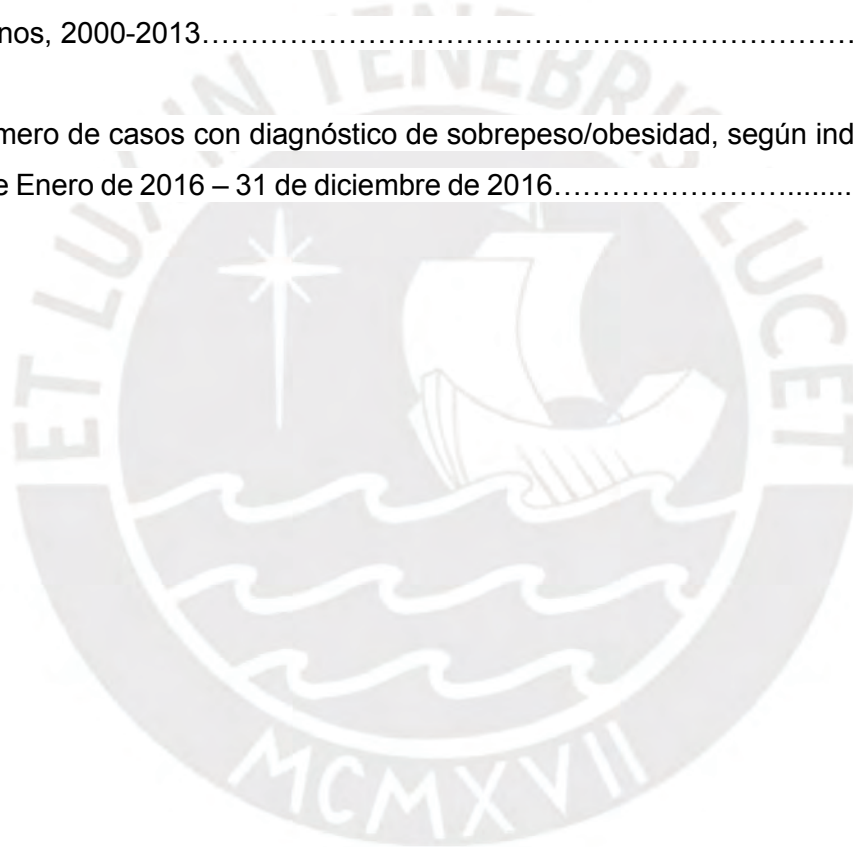 nos, 2000-2013……………………………………………………………
mero de casos con diagnóstico de sobrepeso/obesidad, según ind
e Enero de 2016 – 31 de diciembre de 2016…………………….......
ET LUX IN TENEBRIS LUCET
MCMXVII